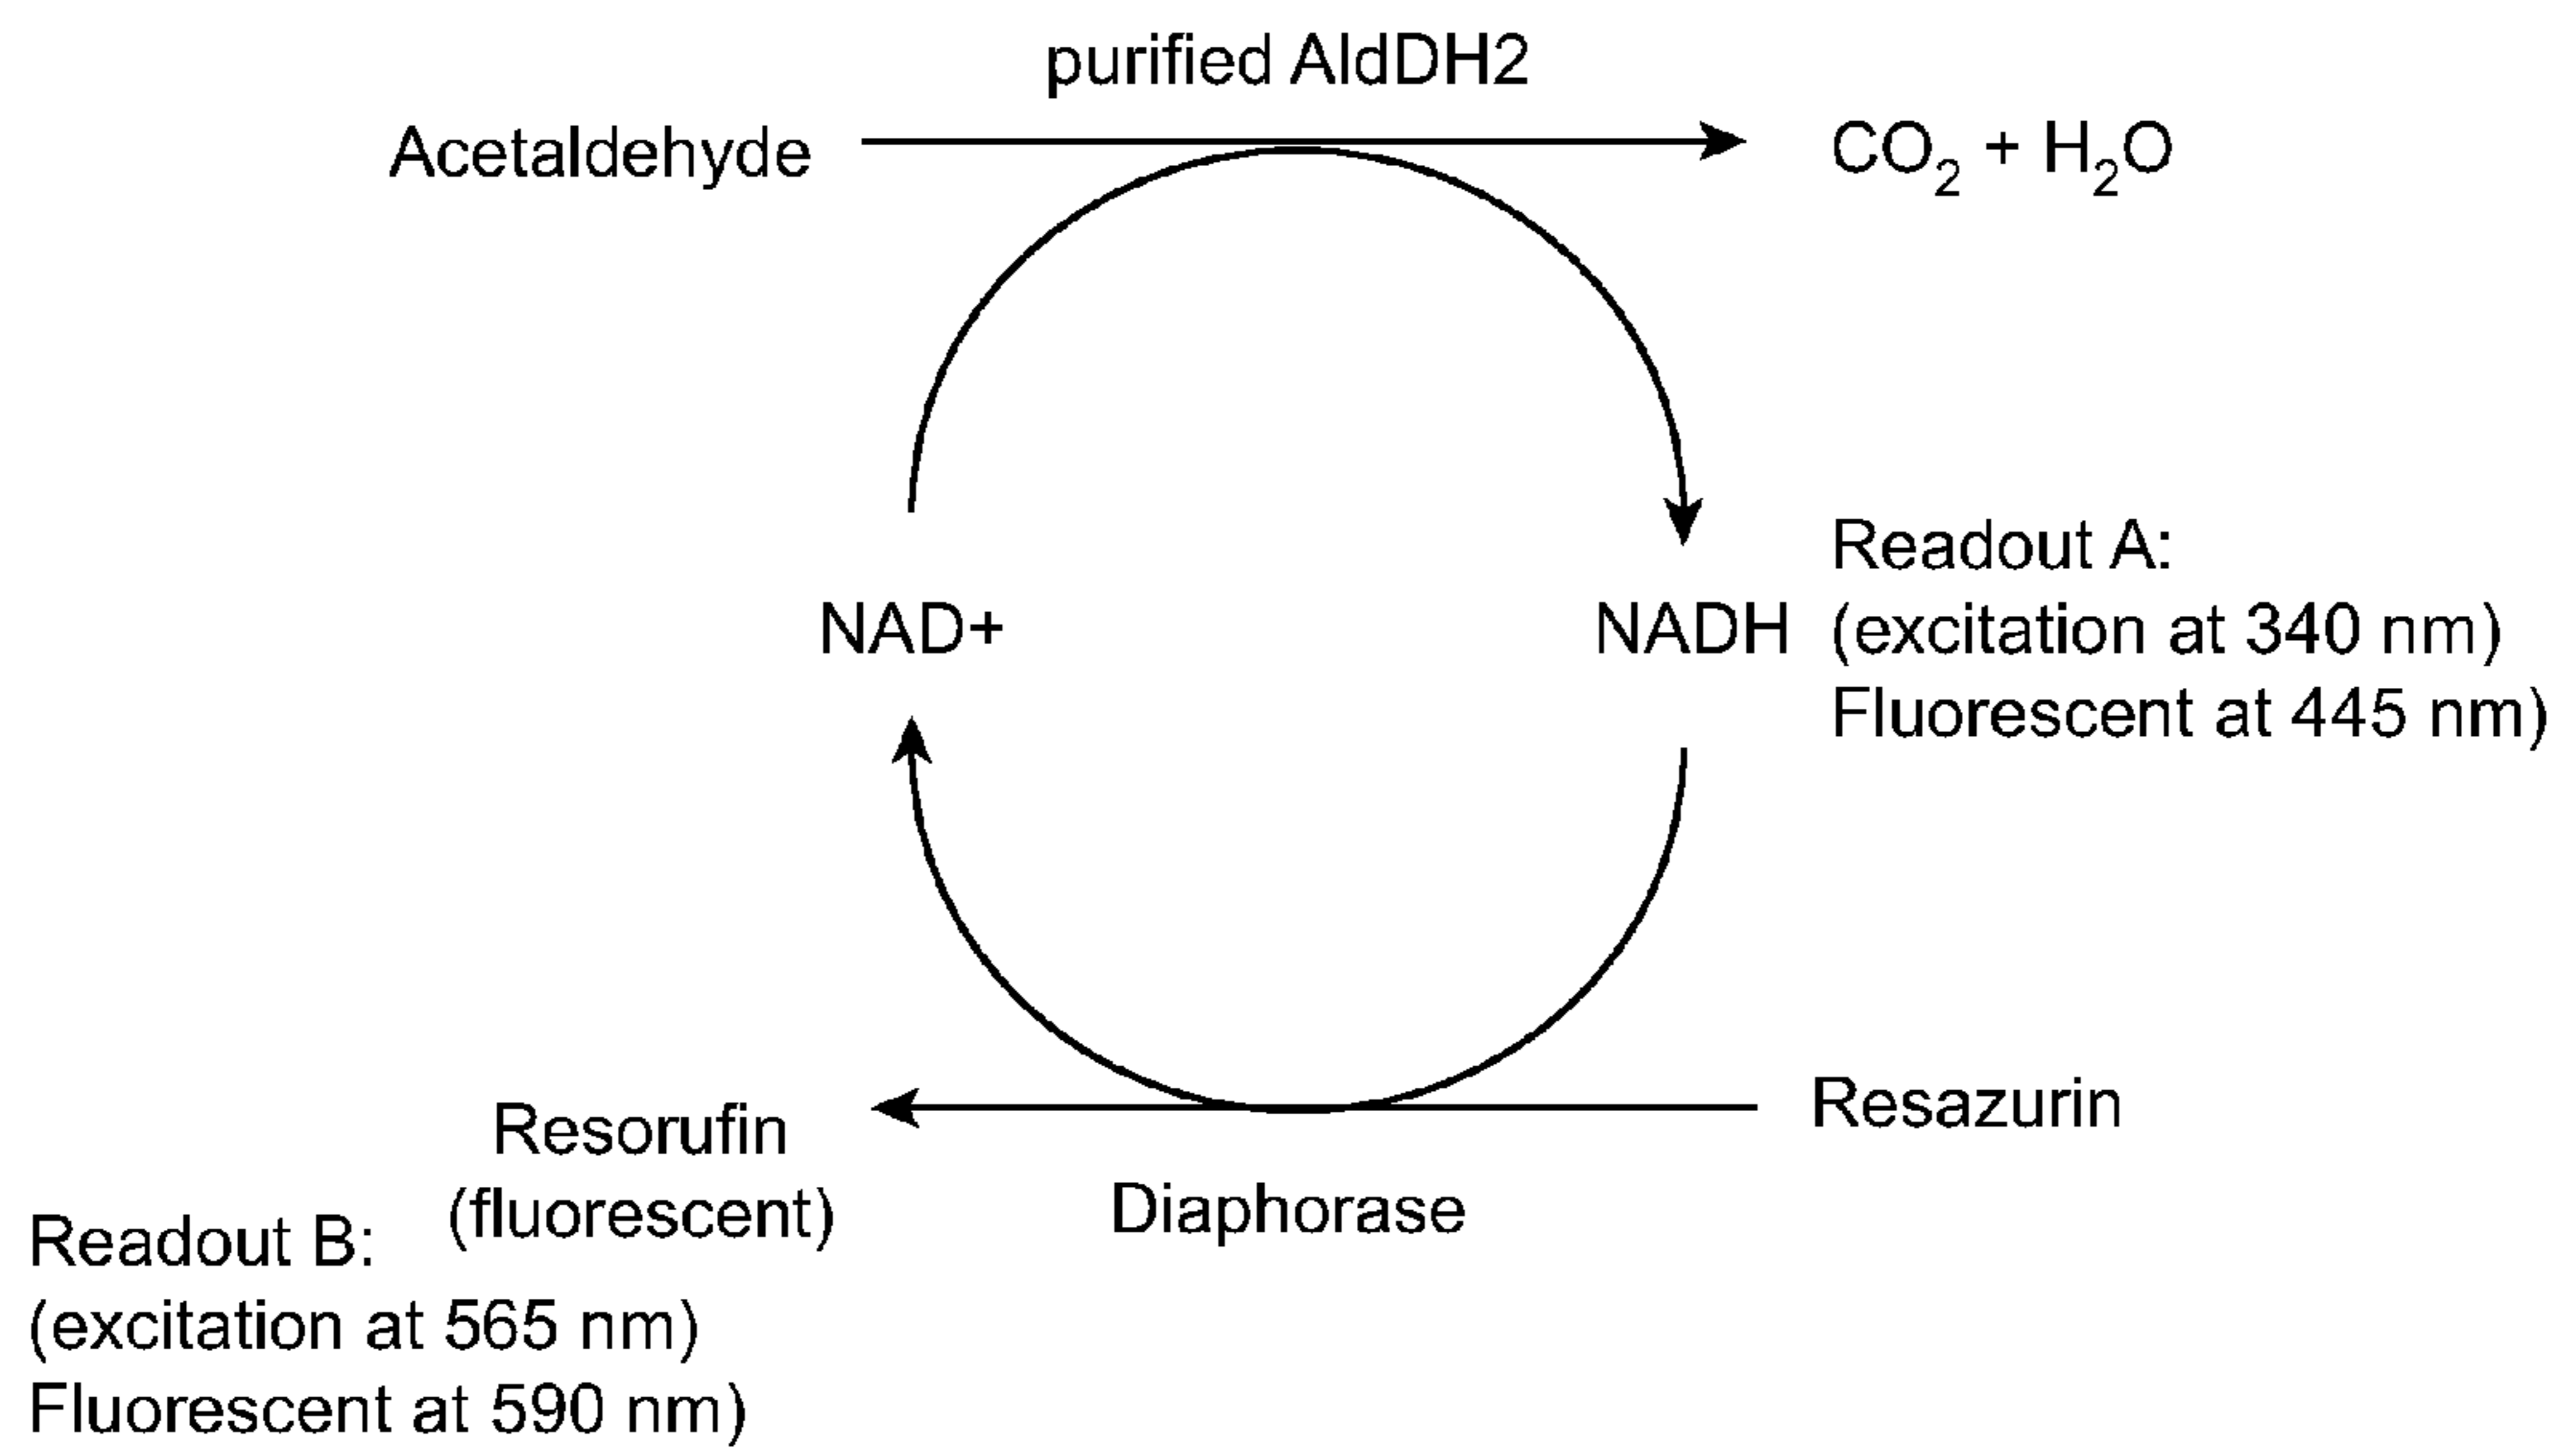 purified AldDH2
Acetaldehyde
CO2 + H2O
Readout A:
NAD+
NADH
(excitation at 340 nm)
Fluorescent at 445 nm)
Resazurin
Resorufin
(fluorescent)
Diaphorase
Readout B:
(excitation at 565 nm)
Fluorescent at 590 nm)